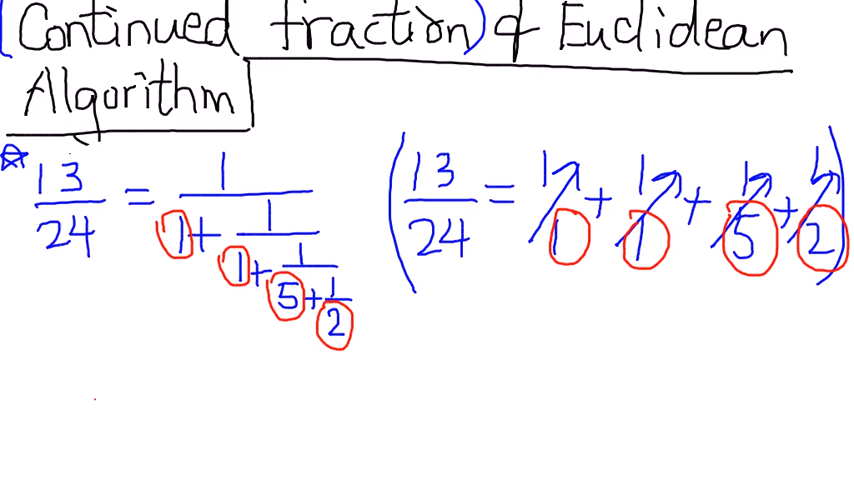 (Continued fraction) & Euclidean
Algorithm
☆ 13/24 = 1/(1+1/(1+1/(5+1/2))) (13/24 = 1/1 + 1/1 + 1/5 + 1/2)